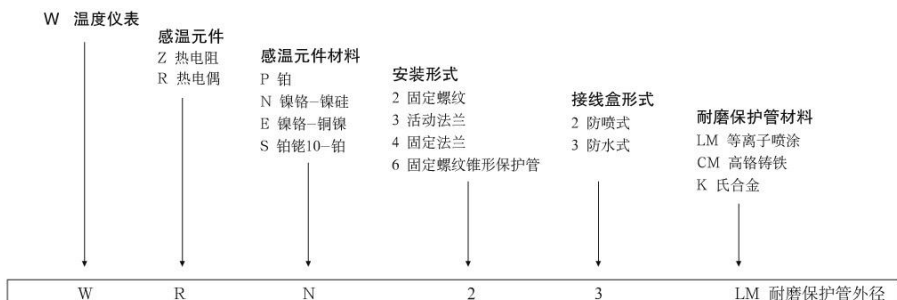 W 温度仪表
感温元件
Z 热电阻
R 热电偶
感温元件材料
P 铂
N 镍铬-镍硅
E 镍铬-铜镍
S 铂铑10-铂
安装形式
2 固定螺纹
3 活动法兰
4 固定法兰
6 固定螺纹锥形保护管
接线盒形式
2 防喷式
3 防水式
耐磨保护管材料
LM 等离子喷涂
CM 高铬铸铁
K 氏合金
W R N 2 3 LM 耐磨保护管外径